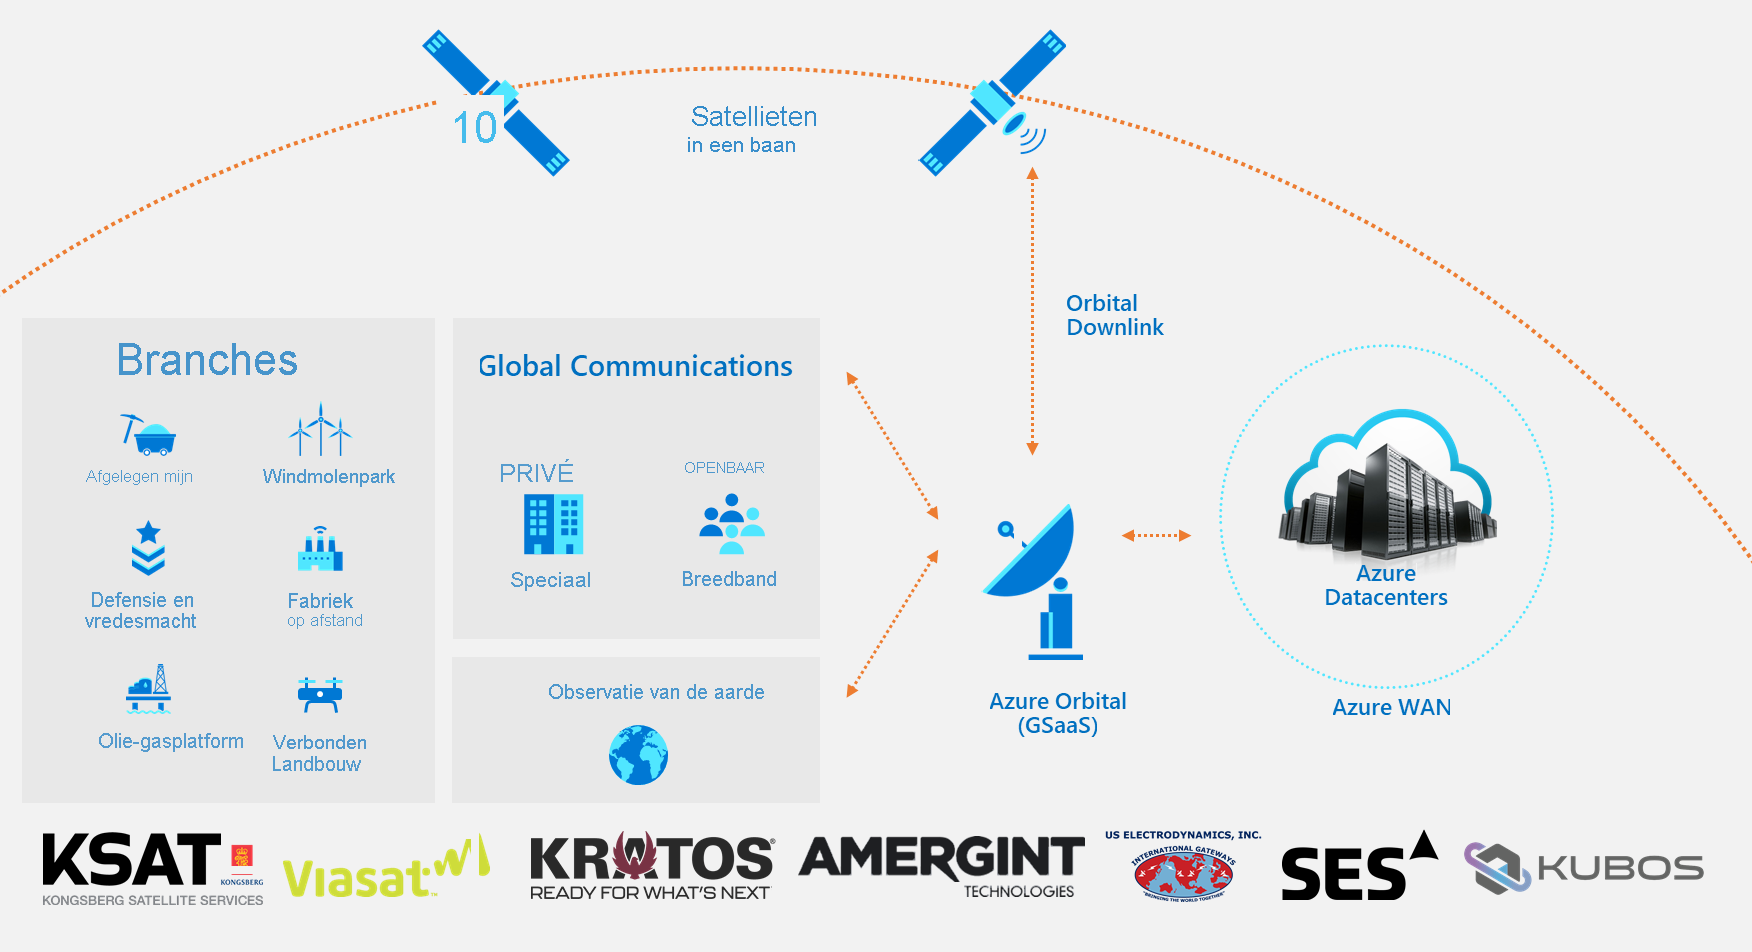 10
Satellieten
in een baan
Orbital
Downlink
Branches
Afgelegen mijn
Windmolenpark
Defensie en
vredesmacht
Fabriek
op afstand
Olie-gasplatform
Verbonden
Landbouw
Global Communications
PRIVÉ
OPENBAAR
Speciaal
Breedband
Observatie van de aarde
Azure Orbital
(GSaaS)
Azure
Datacenters
Azure WAN
KSAT
KONGSBERG
KONGSBERG SATELLITE SERVICES
Viasat™
KRATOS®
READY FOR WHAT'S NEXT
AMERGINT
TECHNOLOGIES
US ELECTRODYNAMICS, INC.
INTERNATIONAL GATEWAYS
"BRINGING THE WORLD TOGETHER"
SES
KUBOS